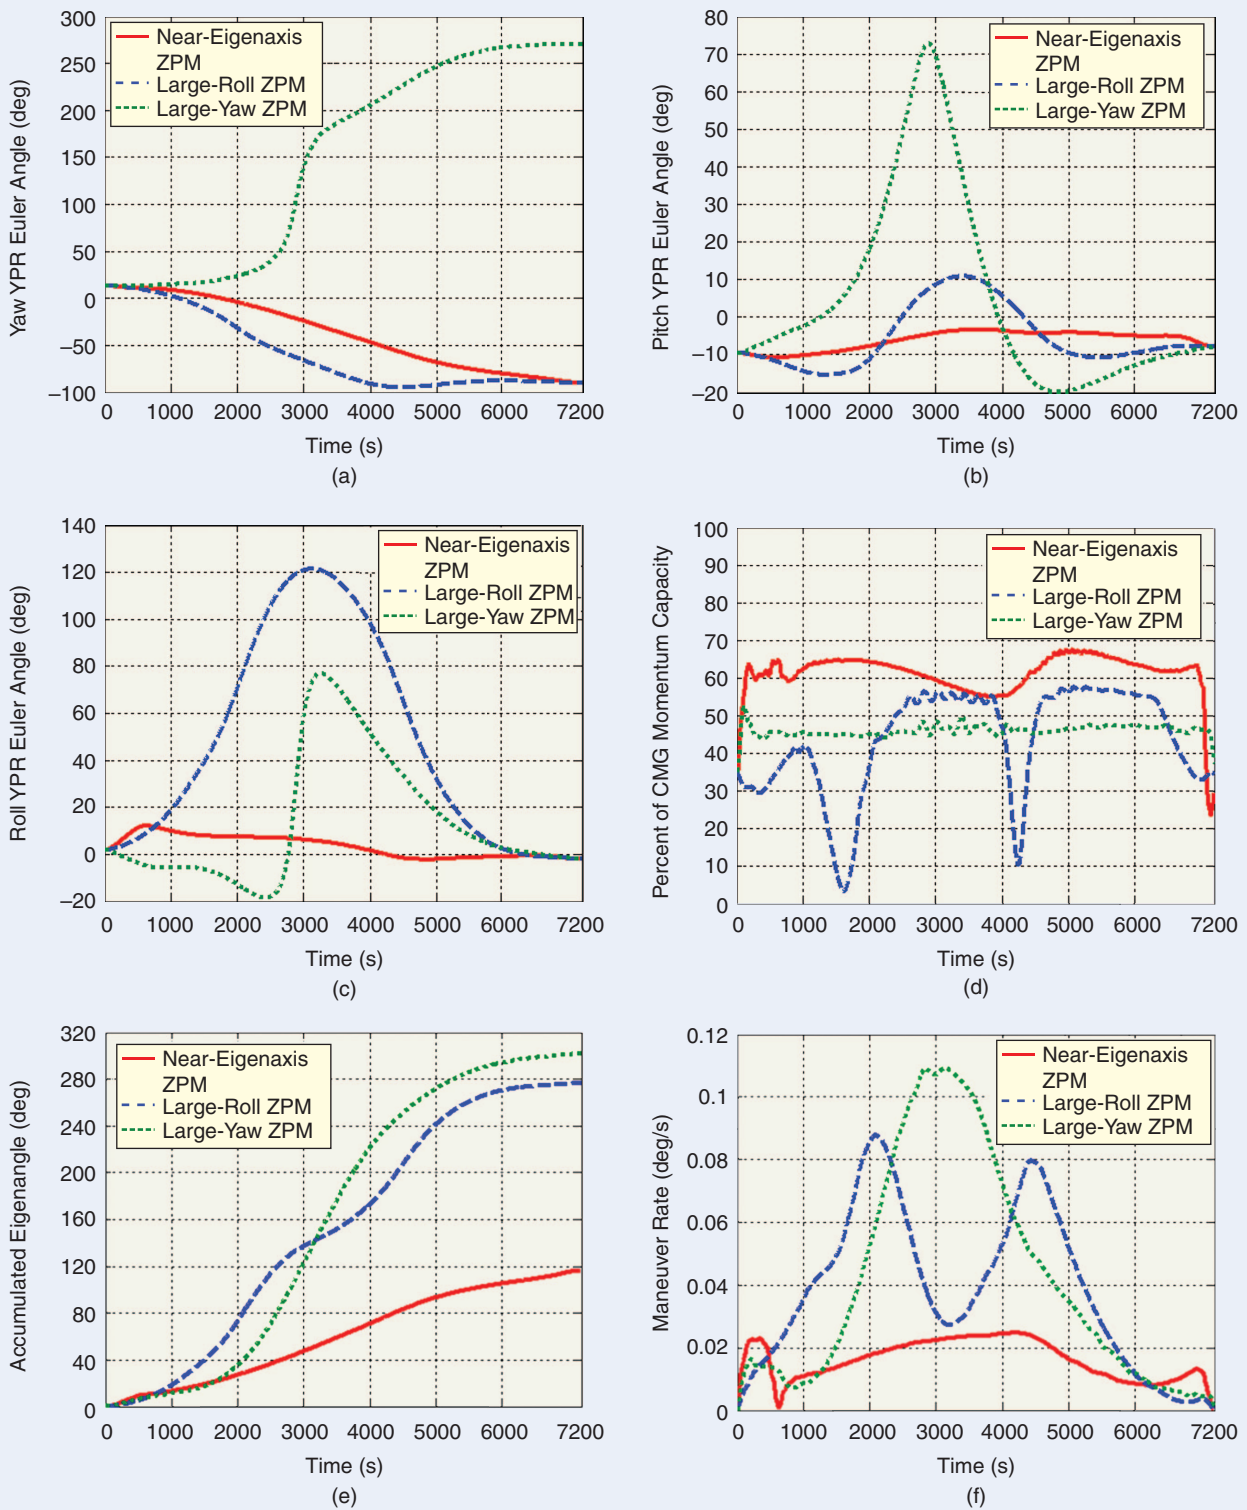 Yaw YPR Euler Angle (deg)
300
250
200
150
100
50
0
−50
−100
Near-Eigenaxis
ZPM
Large-Roll ZPM
Large-Yaw ZPM
0 1000 2000 3000 4000 5000 6000 7200
Time (s)
(a)
Pitch YPR Euler Angle (deg)
80
70
60
50
40
30
20
10
0
−10
−20
Near-Eigenaxis
ZPM
Large-Roll ZPM
Large-Yaw ZPM
0 1000 2000 3000 4000 5000 6000 7200
Time (s)
(b)
Roll YPR Euler Angle (deg)
140
120
100
80
60
40
20
0
−20
Near-Eigenaxis
ZPM
Large-Roll ZPM
Large-Yaw ZPM
0 1000 2000 3000 4000 5000 6000 7200
Time (s)
(c)
Percent of CMG Momentum Capacity
100
90
80
70
60
50
40
30
20
10
0
Near-Eigenaxis
ZPM
Large-Roll ZPM
Large-Yaw ZPM
0 1000 2000 3000 4000 5000 6000 7200
Time (s)
(d)
Accumulated Eigenangle (deg)
320
280
240
200
160
120
80
40
0
Near-Eigenaxis
ZPM
Large-Roll ZPM
Large-Yaw ZPM
0 1000 2000 3000 4000 5000 6000 7200
Time (s)
(e)
Maneuver Rate (deg/s)
0.12
0.1
0.08
0.06
0.04
0.02
0
Near-Eigenaxis
ZPM
Large-Roll ZPM
Large-Yaw ZPM
0 1000 2000 3000 4000 5000 6000 7200
Time (s)
(f)